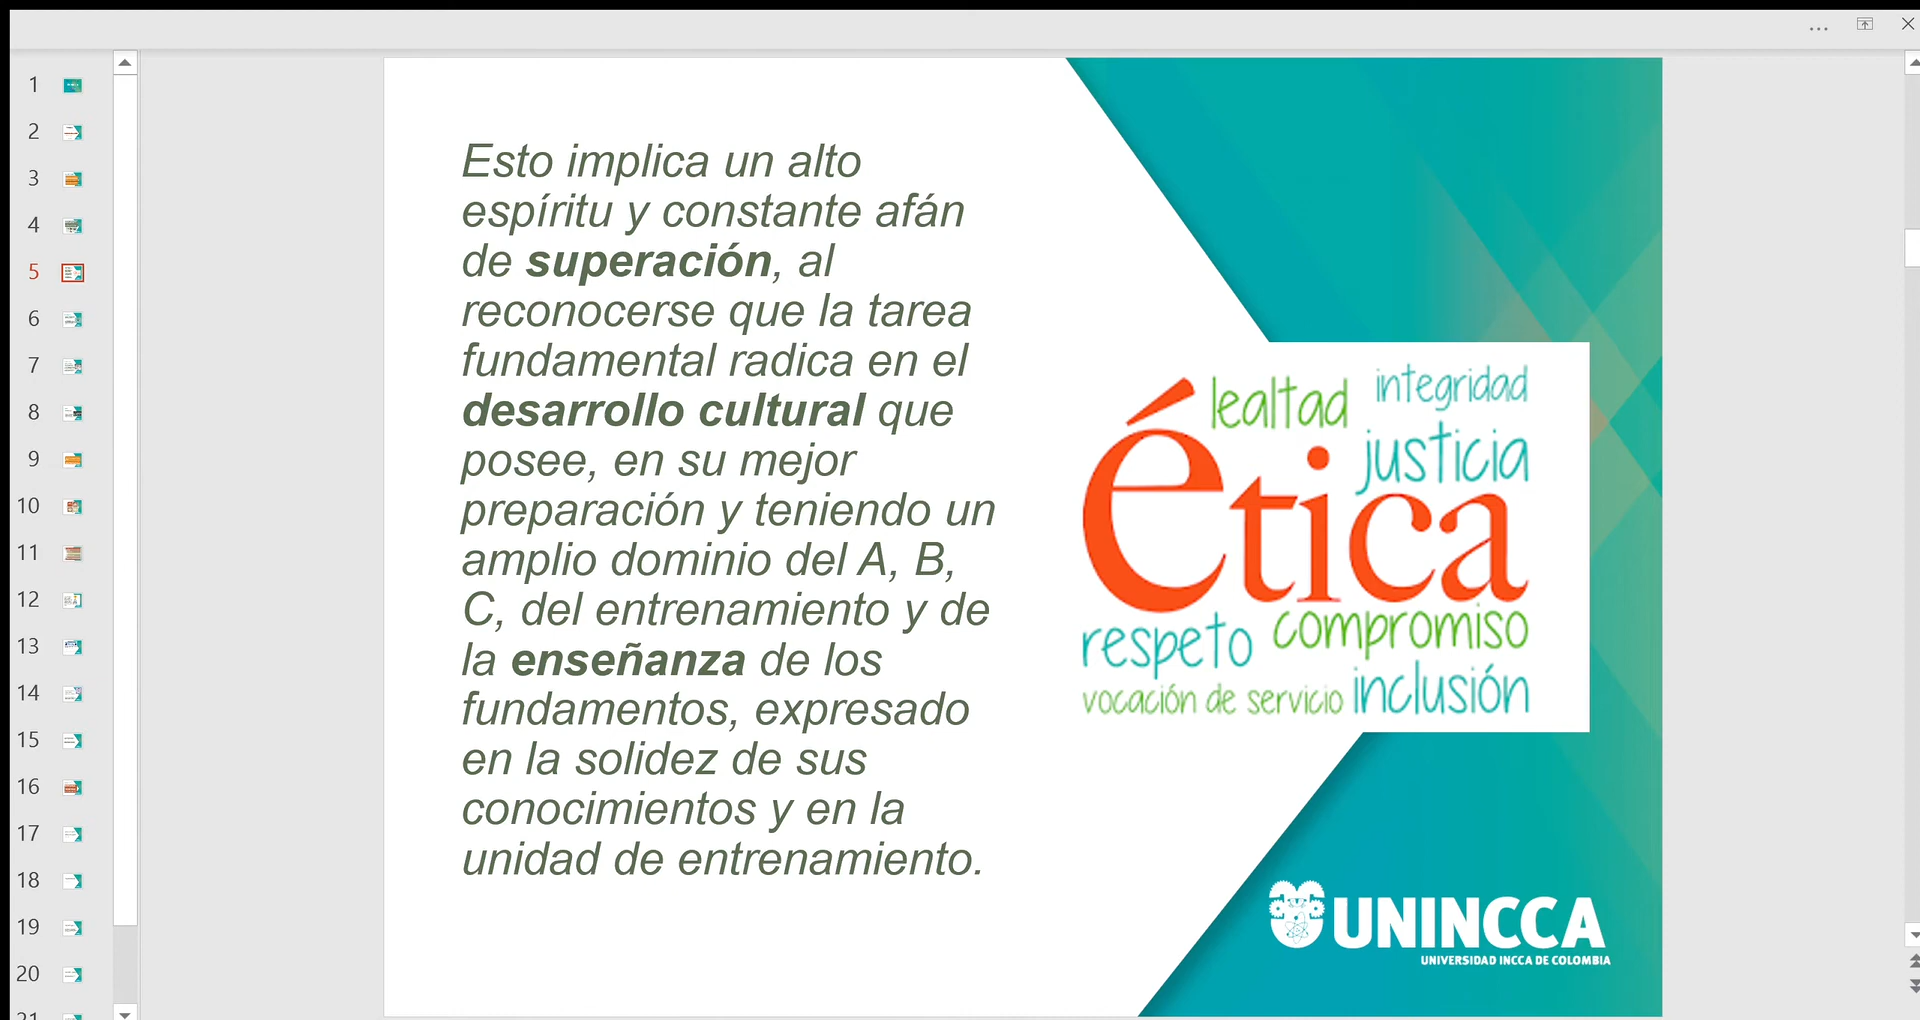 1
2
3
4
5
6
7
8
9
10
11
12
13
14
15
16
17
18
19
20
21
Esto implica un alto
espíritu y constante afán
de superación, al
reconocerse que la tarea
fundamental radica en el
desarrollo cultural que
posee, en su mejor
preparación y teniendo un
amplio dominio del A, B,
C, del entrenamiento y de
la enseñanza de los
fundamentos, expresado
en la solidez de sus
conocimientos y en la
unidad de entrenamiento.
lealtad integridad
justicia
ética
respeto compromiso
vocación de servicio inclusión
UNINCCA
UNIVERSIDAD INCCA DE COLOMBIA